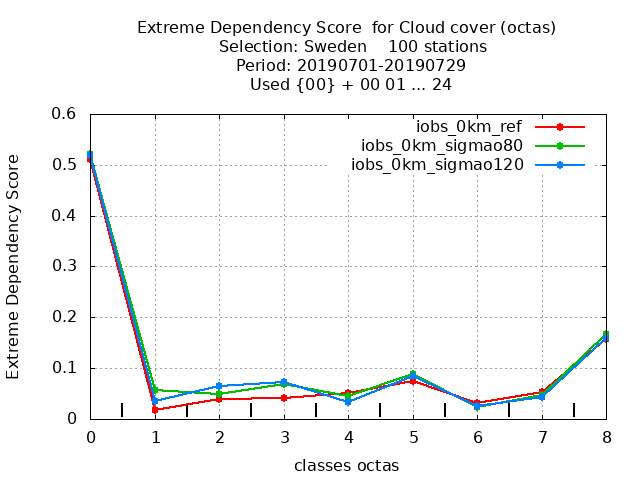 Extreme Dependency Score  for Cloud cover (octas)
Selection: Sweden    100 stations
Period: 20190701-20190729
Used {00} + 00 01 ... 24
iobs_0km_ref
iobs_0km_sigmao80
iobs_0km_sigmao120
Extreme Dependency Score
0.6
0.5
0.4
0.3
0.2
0.1
0
0 1 2 3 4 5 6 7 8
classes octas